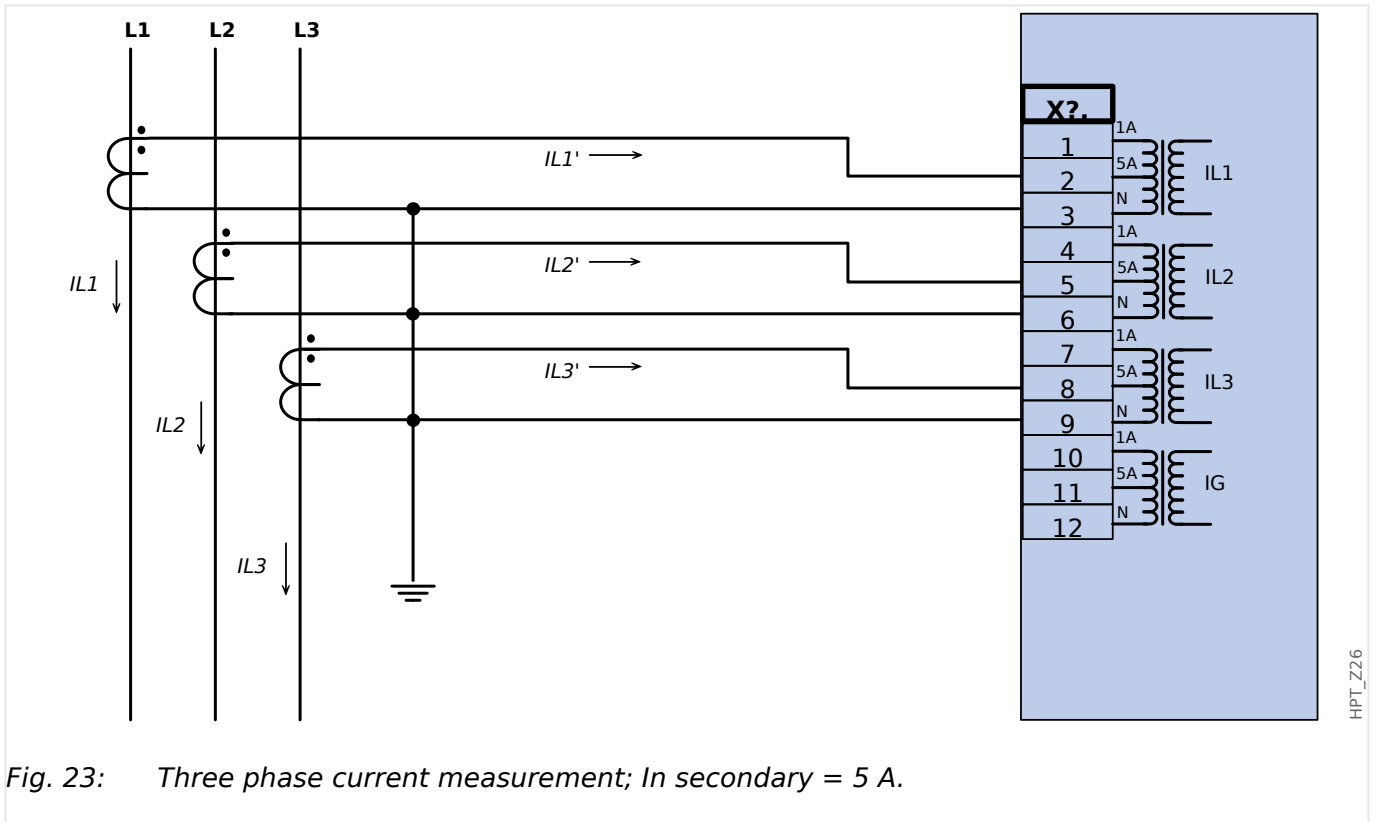 L1 L2 L3
X?.
1 1A
2 5A IL1
3 N
4 1A
5 5A IL2
6 N
7 1A
8 5A IL3
9 N
10 1A
11 5A IG
12 N
IL1'
IL2'
IL3'
IL1
IL2
IL3
HPT_Z26
Fig. 23: Three phase current measurement; In secondary = 5 A.